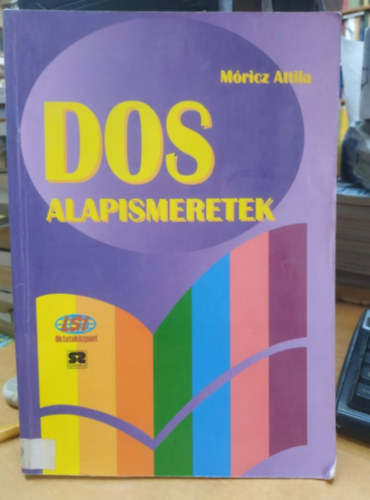 Móricz Attila
DOS
ALAPISMERETEK
LSI
Oktatóközpont